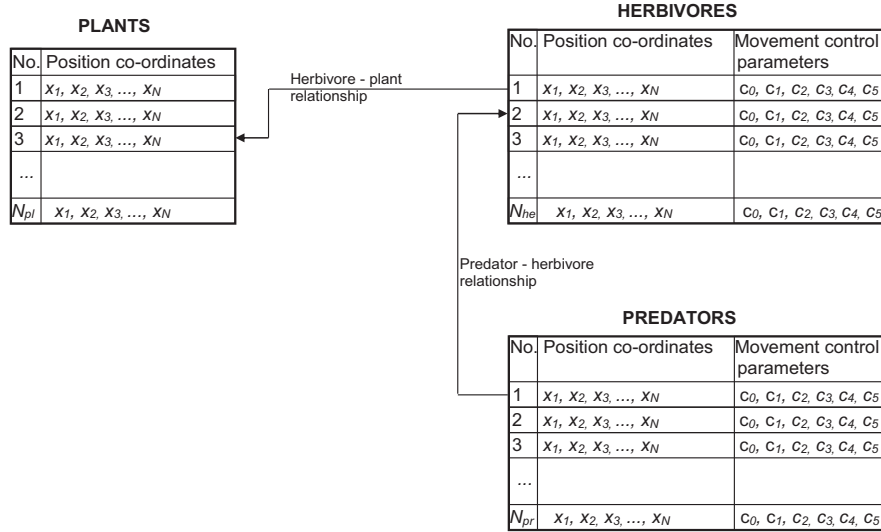 PLANTS
No. Position co-ordinates
1 x1, x2, x3, ..., xN
2 x1, x2, x3, ..., xN
3 x1, x2, x3, ..., xN
...
Npl x1, x2, x3, ..., xN
Herbivore - plant
relationship
HERBIVORES
No. Position co-ordinates Movement control
parameters
1 x1, x2, x3, ..., xN c0, c1, c2, c3, c4, c5
2 x1, x2, x3, ..., xN c0, c1, c2, c3, c4, c5
3 x1, x2, x3, ..., xN c0, c1, c2, c3, c4, c5
...
Nhe x1, x2, x3, ..., xN c0, c1, c2, c3, c4, c5
Predator - herbivore
relationship
PREDATORS
No. Position co-ordinates Movement control
parameters
1 x1, x2, x3, ..., xN c0, c1, c2, c3, c4, c5
2 x1, x2, x3, ..., xN c0, c1, c2, c3, c4, c5
3 x1, x2, x3, ..., xN c0, c1, c2, c3, c4, c5
...
Npr x1, x2, x3, ..., xN c0, c1, c2, c3, c4, c5